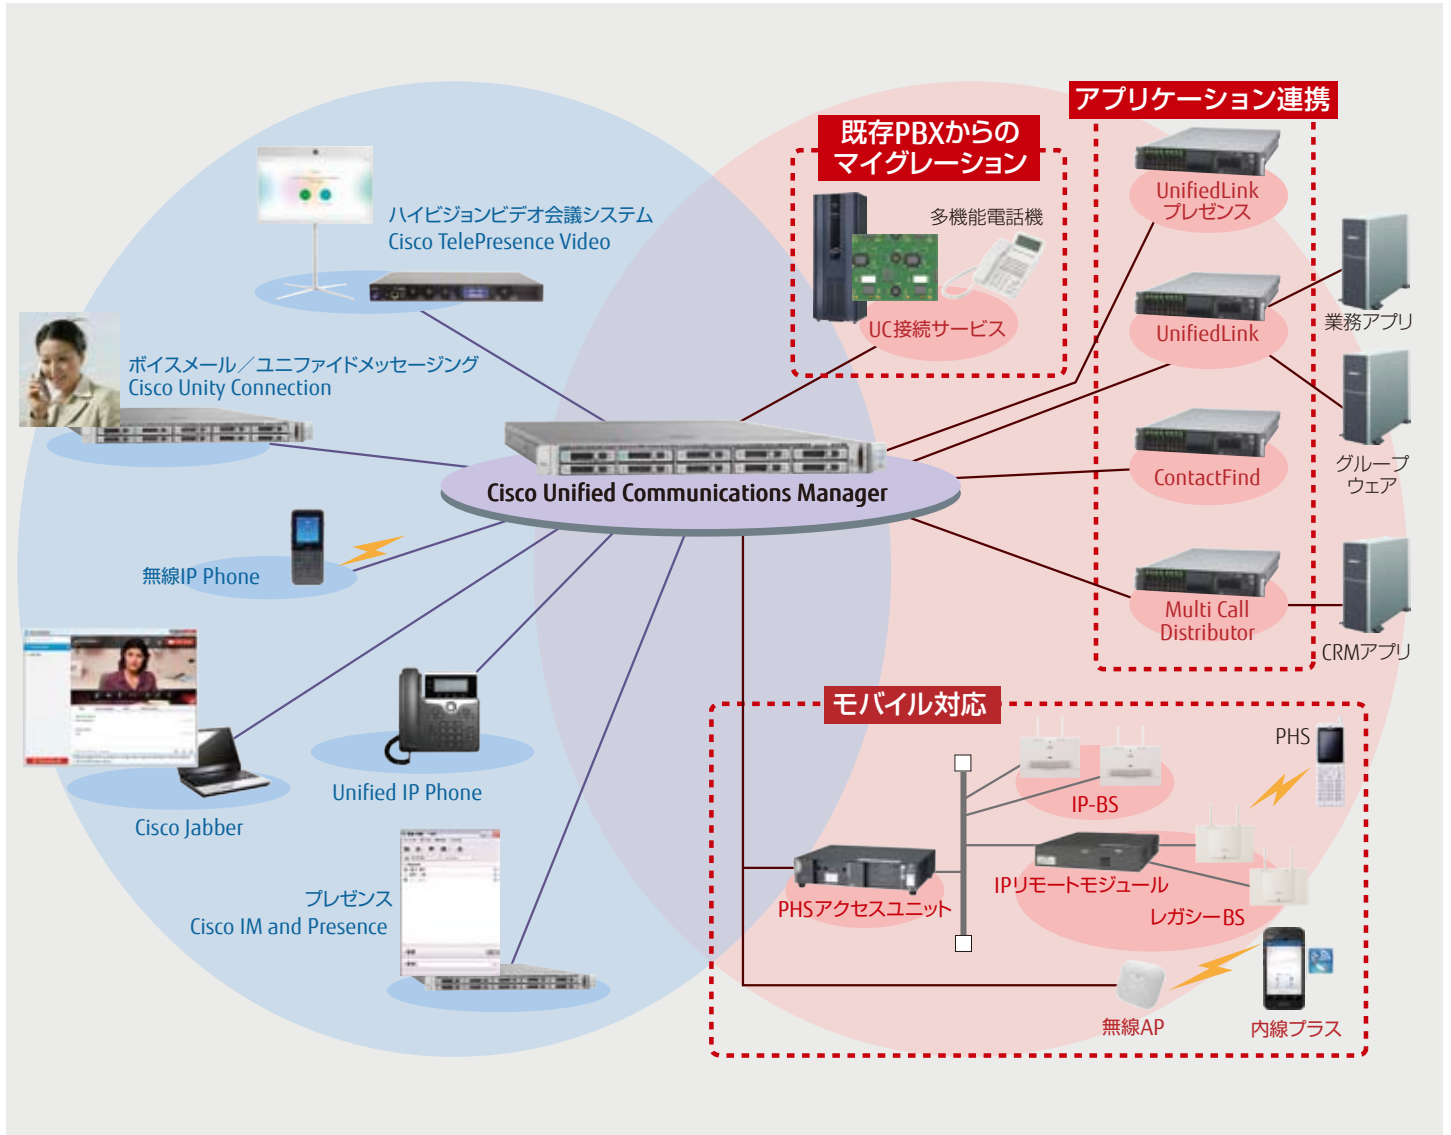 アプリケーション連携
既存PBXからの
マイグレーション
UnifiedLink
プレゼンス
多機能電話機
ハイビジョンビデオ会議システム
Cisco TelePresence Video
UC接続サービス
UnifiedLink
業務アプリ
ボイスメール／ユニファイドメッセージング
Cisco Unity Connection
グループ
ウェア
ContactFind
Cisco Unified Communications Manager
無線IP Phone
Multi Call
Distributor
CRMアプリ
モバイル対応
PHS
Unified IP Phone
IP-BS
Cisco Jabber
IPリモートモジュール
PHSアクセスユニット
レガシーBS
プレゼンス
Cisco IM and Presence
無線AP
内線プラス